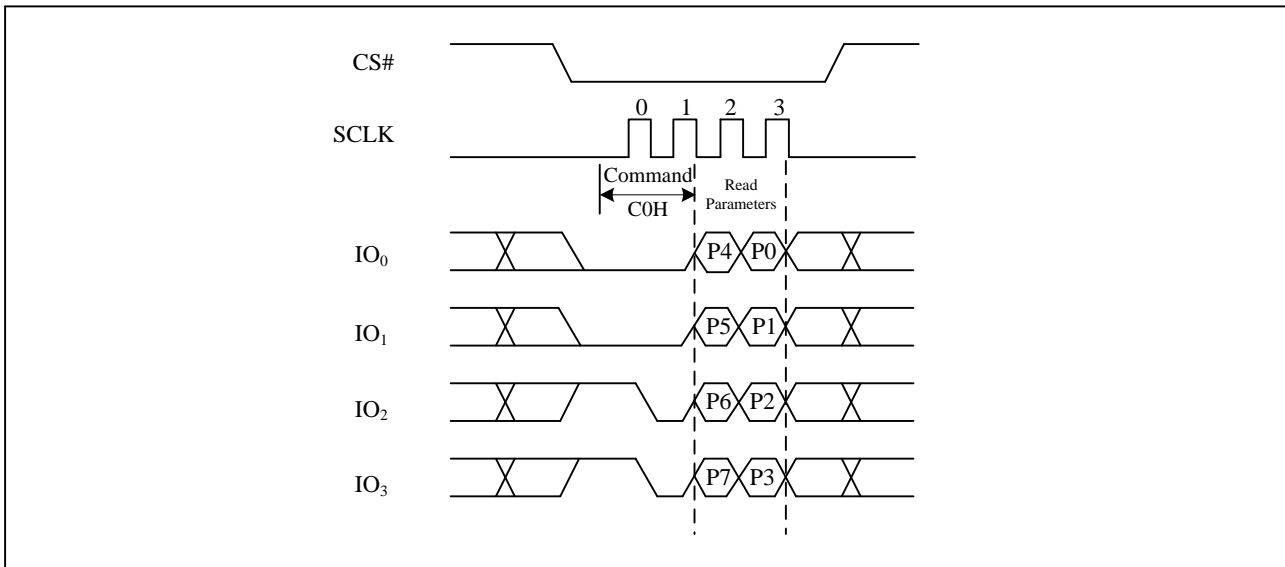 CS#
0 1 2 3
SCLK
Command
C0H
Read
Parameters
IO0 P4 P0
IO1 P5 P1
IO2 P6 P2
IO3 P7 P3